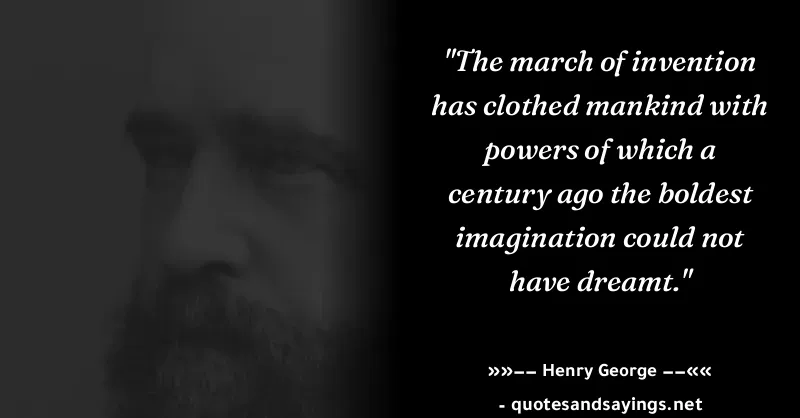 "The march of invention
has clothed mankind with
powers of which a
century ago the boldest
imagination could not
have dreamt."
»»−− Henry George −−««
- quotesandsayings.net